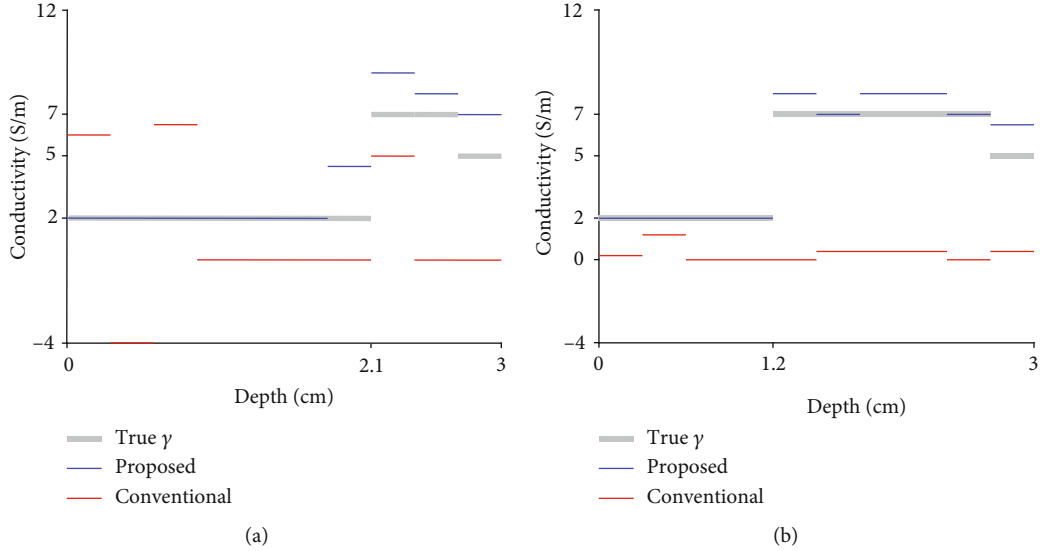 12
7
5
2
−4
Conductivity (S/m)
0
2.1
3
Depth (cm)
True γ
Proposed
Conventional
(a)
12
7
5
2
0
−4
Conductivity (S/m)
0
1.2
3
Depth (cm)
True γ
Proposed
Conventional
(b)